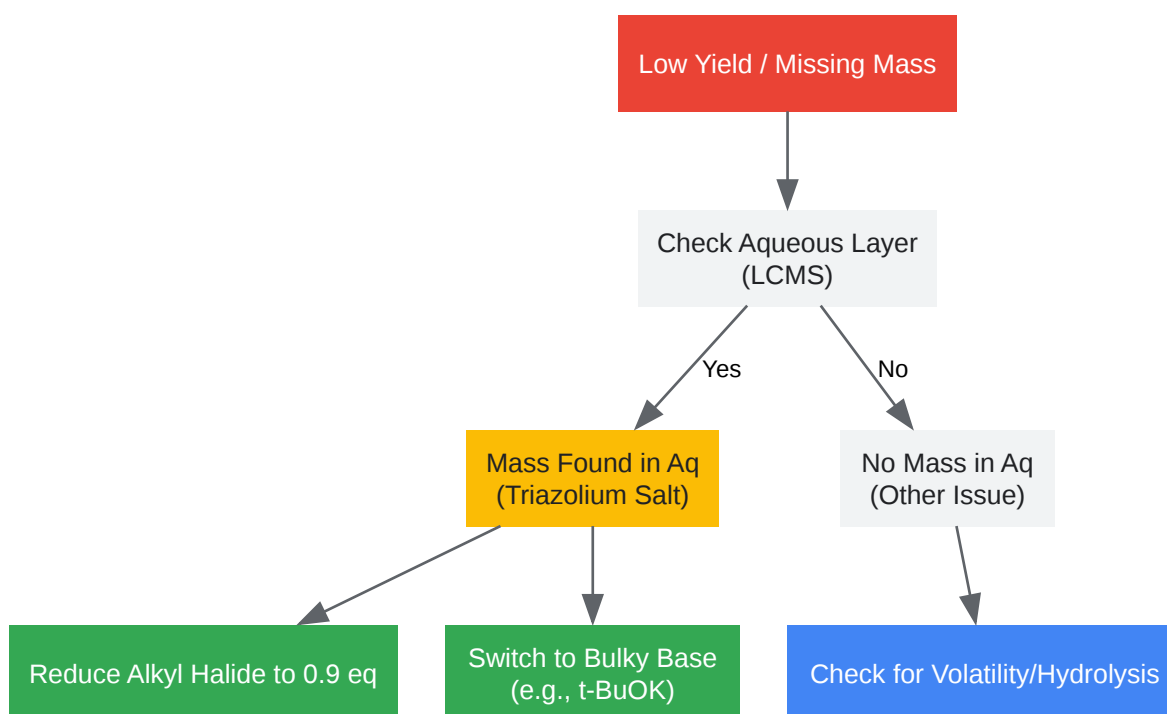 Low Yield / Missing Mass
Check Aqueous Layer
(LCMS)
Yes
No
Mass Found in Aq
(Triazolium Salt)
No Mass in Aq
(Other Issue)
Reduce Alkyl Halide to 0.9 eq
Switch to Bulky Base
(e.g., t-BuOK)
Check for Volatility/Hydrolysis